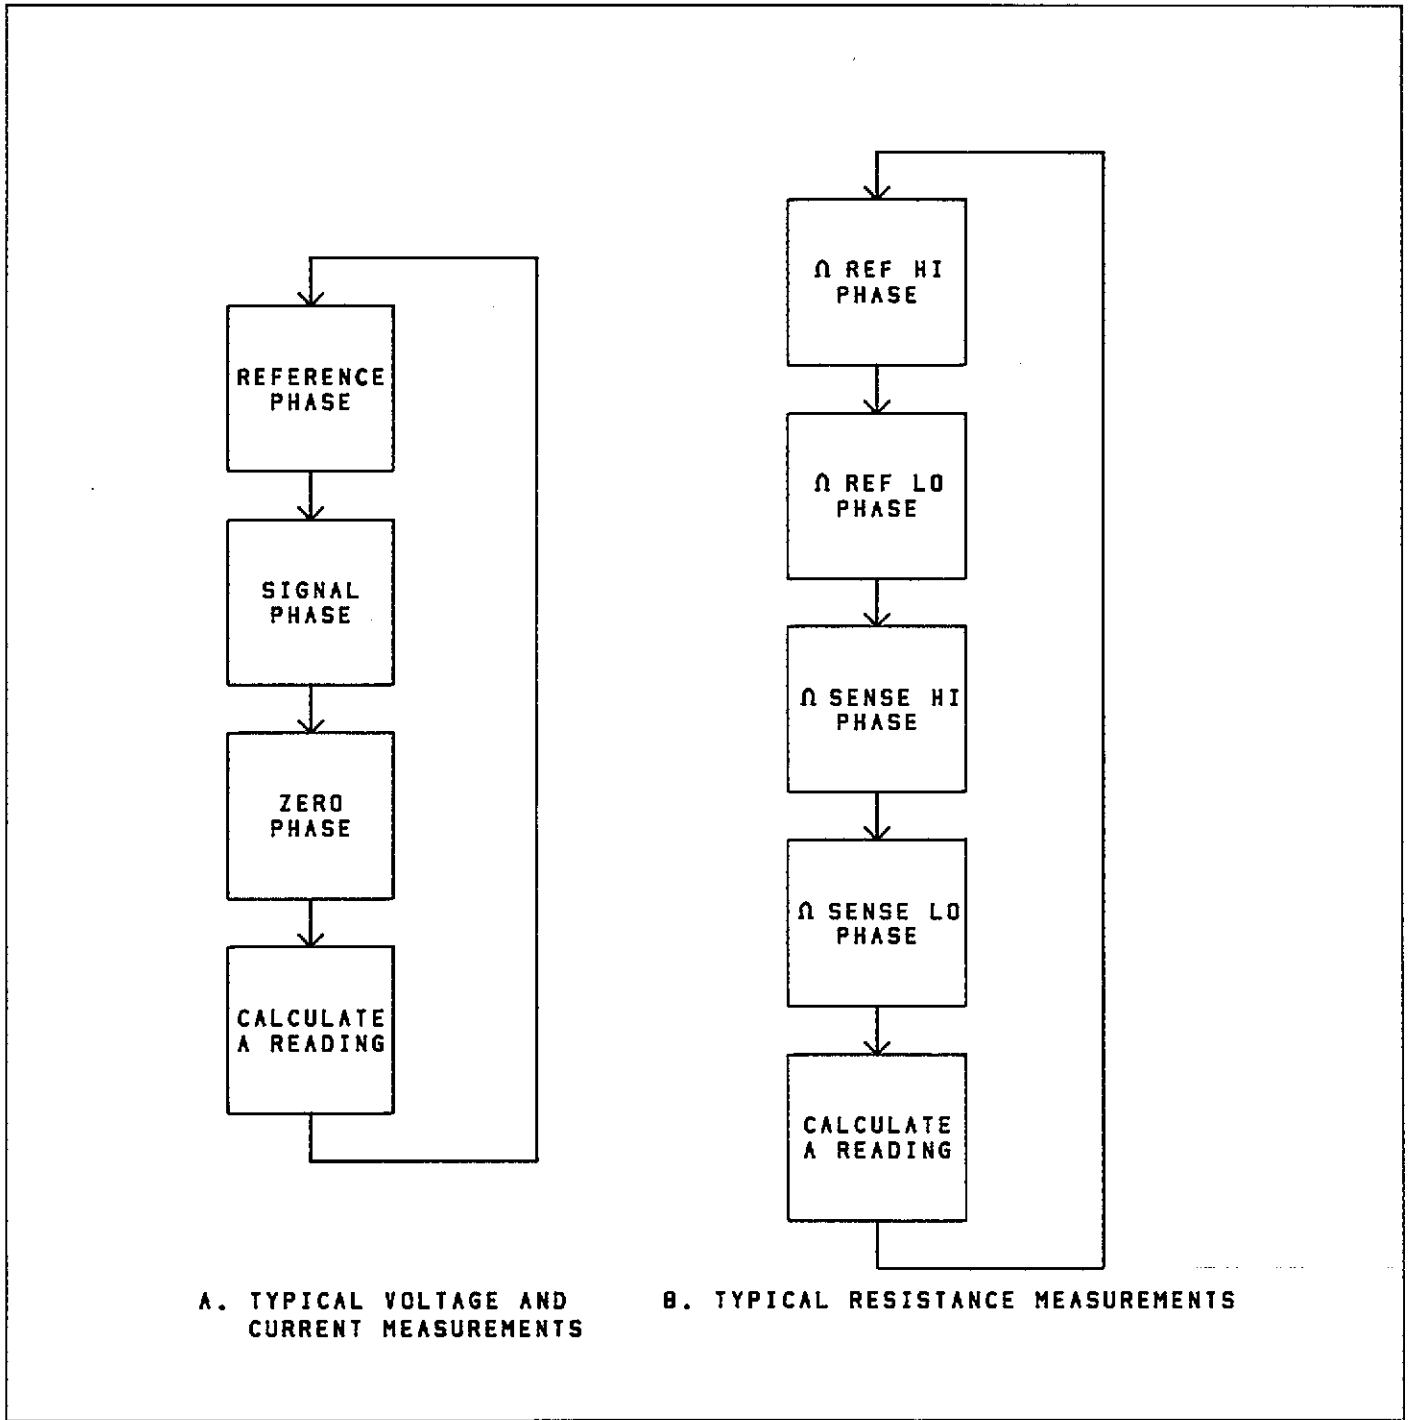 REFERENCE
PHASE
SIGNAL
PHASE
ZERO
PHASE
CALCULATE
A READING
A. TYPICAL VOLTAGE AND
CURRENT MEASUREMENTS
Ω REF HI
PHASE
Ω REF LO
PHASE
Ω SENSE HI
PHASE
Ω SENSE LO
PHASE
CALCULATE
A READING
B. TYPICAL RESISTANCE MEASUREMENTS